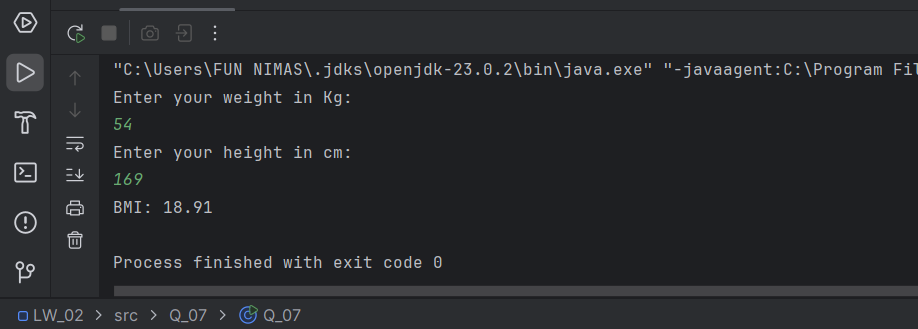 "C:\Users\FUN NIMAS\.jdks\openjdk-23.0.2\bin\java.exe" "-javaagent:C:\Program Fil
Enter your weight in Kg:
54
Enter your height in cm:
169
BMI: 18.91
Process finished with exit code 0
LW_02 > src > Q_07 > Q_07